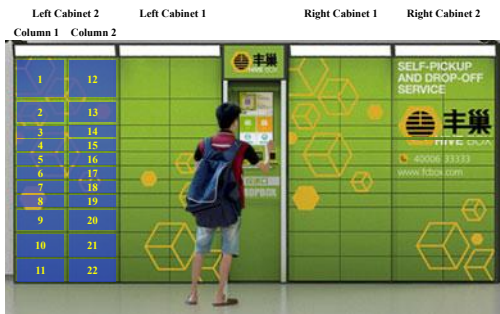 Left Cabinet 2 Left Cabinet 1 Right Cabinet 1 Right Cabinet 2
Column 1 Column 2
丰巢
HIVE BOX
SELF-PICKUP
AND DROP-OFF
SERVICE
丰巢
HIVE BOX
40006 33333
www.fcbox.com
1 12
2 13
3 14
4 15
5 16
6 17
7 18
8 19
9 20
10 21
11 22